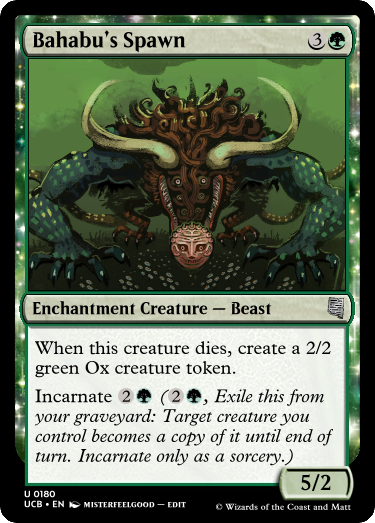 Bahabu's Spawn 3
Enchantment Creature — Beast
When this creature dies, create a 2/2
green Ox creature token.
Incarnate 2 (2, Exile this from
your graveyard: Target creature you
control becomes a copy of it until end of
turn. Incarnate only as a sorcery.)
5/2
U 0180
UCB • EN MISTERFEELGOOD — EDIT
© Wizards of the Coast and Matt